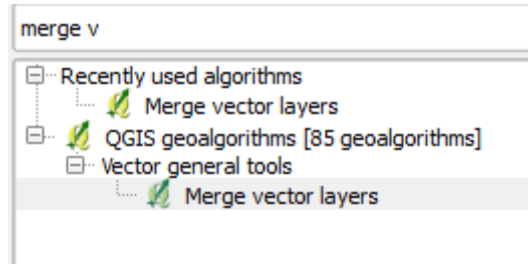 merge v
Recently used algorithms
Merge vector layers
QGIS geoalgorithms [85 geoalgorithms]
Vector general tools
Merge vector layers